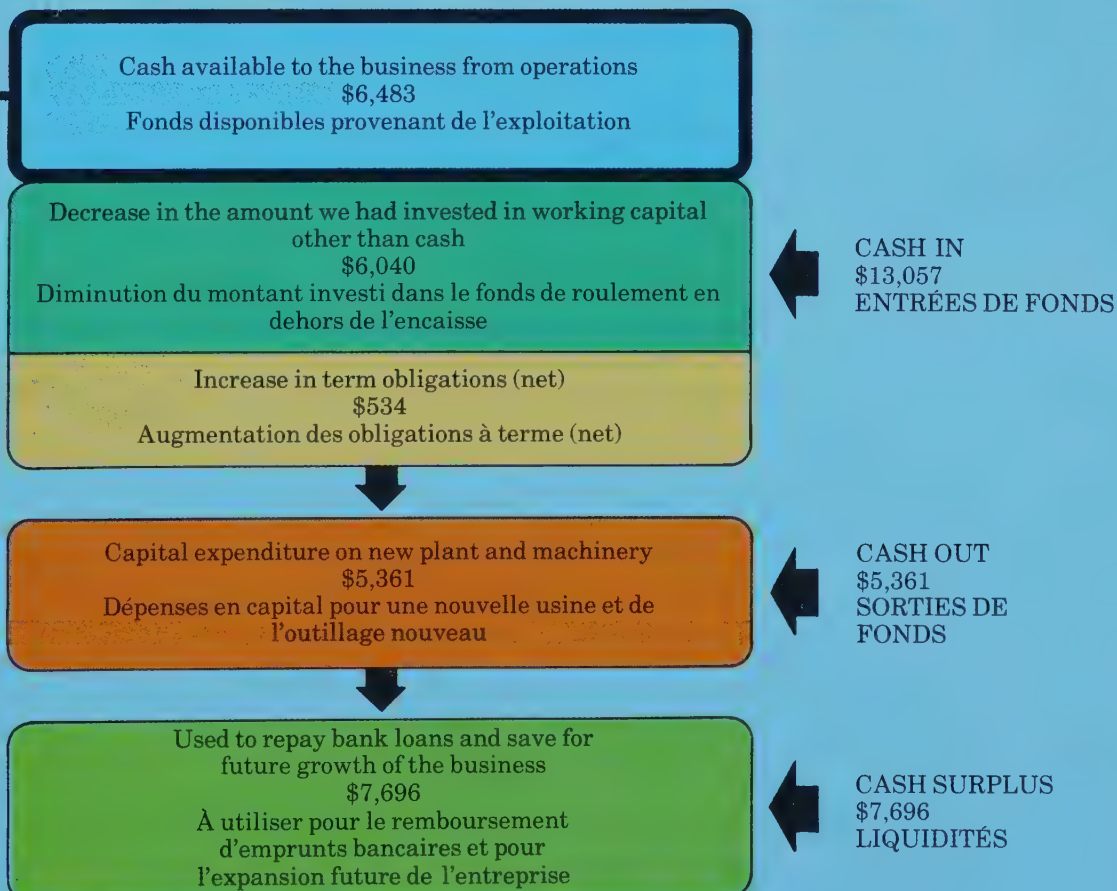 Cash available to the business from operations
$6,483
Fonds disponibles provenant de l'exploitation
Decrease in the amount we had invested in working capital
other than cash
$6,040
Diminution du montant investi dans le fonds de roulement en
dehors de l'encaisse
CASH IN
$13,057
ENTRÉES DE FONDS
Increase in term obligations (net)
$534
Augmentation des obligations à terme (net)
Capital expenditure on new plant and machinery
$5,361
Dépenses en capital pour une nouvelle usine et de
l'outillage nouveau
CASH OUT
$5,361
SORTIES DE
FONDS
Used to repay bank loans and save for
future growth of the business
$7,696
À utiliser pour le remboursement
d'emprunts bancaires et pour
l'expansion future de l'entreprise
CASH SURPLUS
$7,696
LIQUIDITÉS